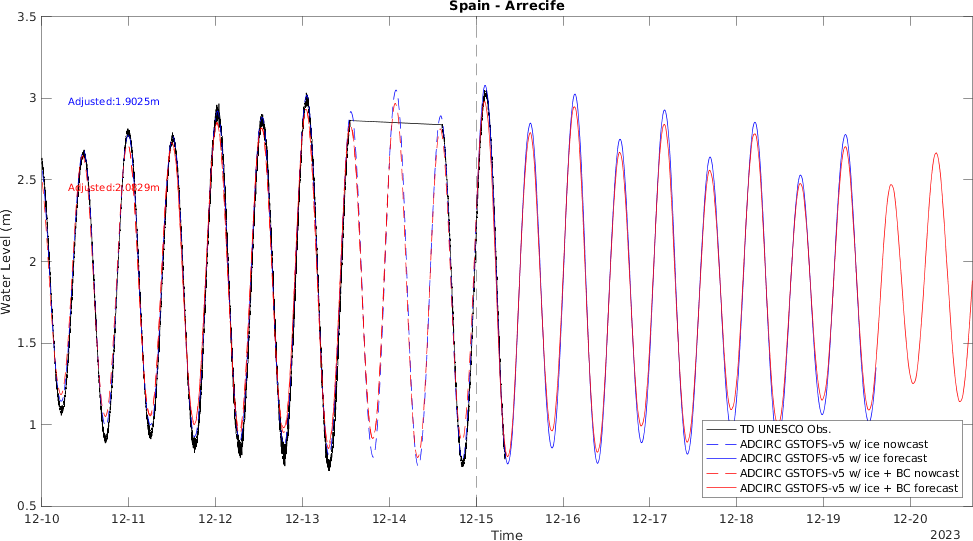 Spain - Arrecife
3.5
3
2.5
2
1.5
1
0.5
Water Level (m)
Adjusted:1.9025m
Adjusted:2.0829m
TD UNESCO Obs.
ADCIRC GSTOFS-v5 w/ ice nowcast
ADCIRC GSTOFS-v5 w/ ice forecast
ADCIRC GSTOFS-v5 w/ ice + BC nowcast
ADCIRC GSTOFS-v5 w/ ice + BC forecast
12-10 12-11 12-12 12-13 12-14 12-15 12-16 12-17 12-18 12-19 12-20
Time
2023